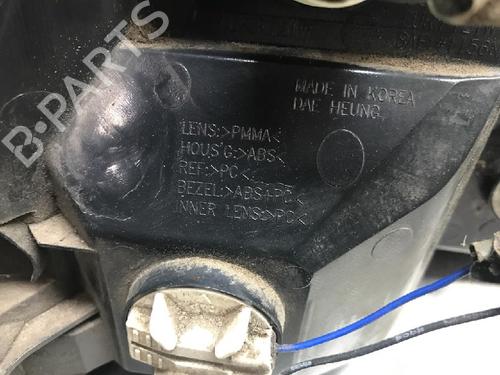 B-PARTS
MADE IN KOREA
DAE HEUNG,
LENS:>PMMA<
HOUS'G:>ABS<
REF:>PC<
BEZEL:>ABS+PC<
INNER LENS:>PC<